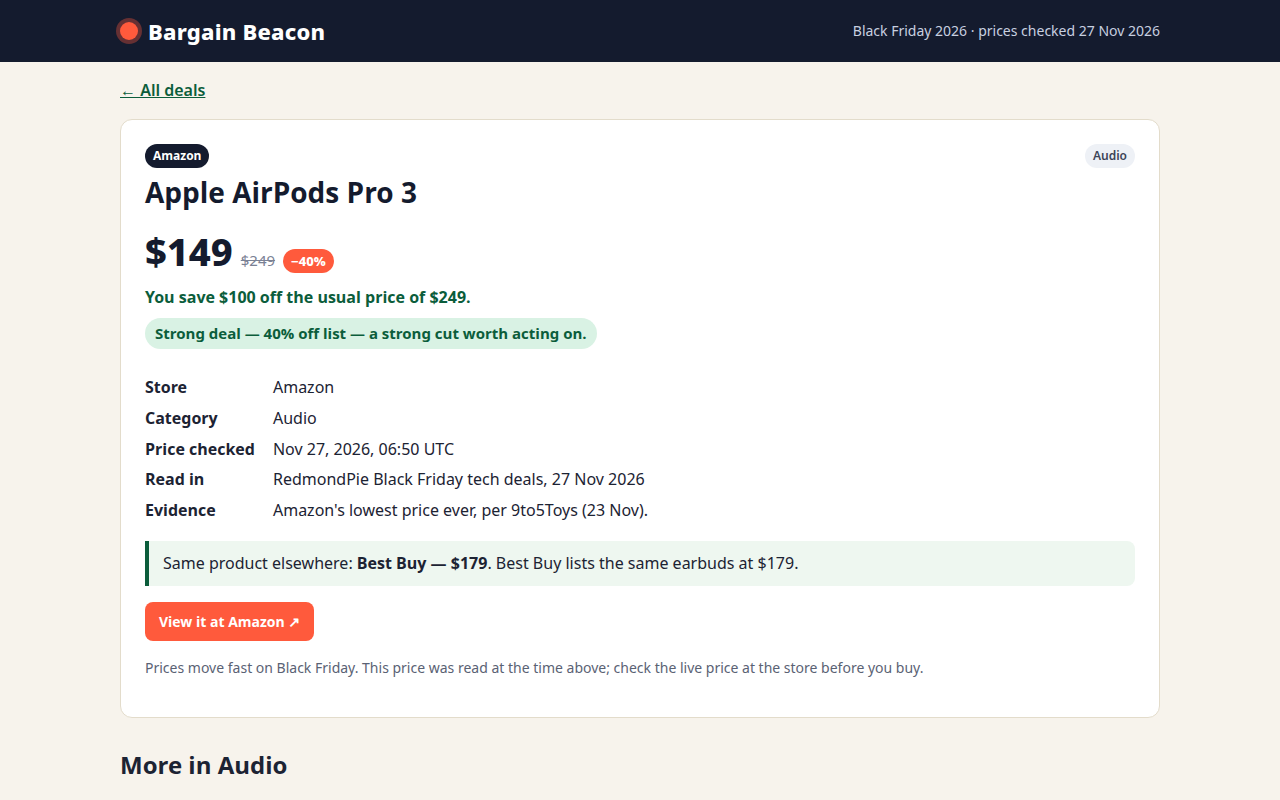 Bargain Beacon
Black Friday 2026 · prices checked 27 Nov 2026
← All deals
Amazon
Audio
Apple AirPods Pro 3
$149 $249 −40%
You save $100 off the usual price of $249.
Strong deal — 40% off list — a strong cut worth acting on.
Store Amazon
Category Audio
Price checked Nov 27, 2026, 06:50 UTC
Read in RedmondPie Black Friday tech deals, 27 Nov 2026
Evidence Amazon's lowest price ever, per 9to5Toys (23 Nov).
Same product elsewhere: Best Buy — $179. Best Buy lists the same earbuds at $179.
View it at Amazon ↗
Prices move fast on Black Friday. This price was read at the time above; check the live price at the store before you buy.
More in Audio